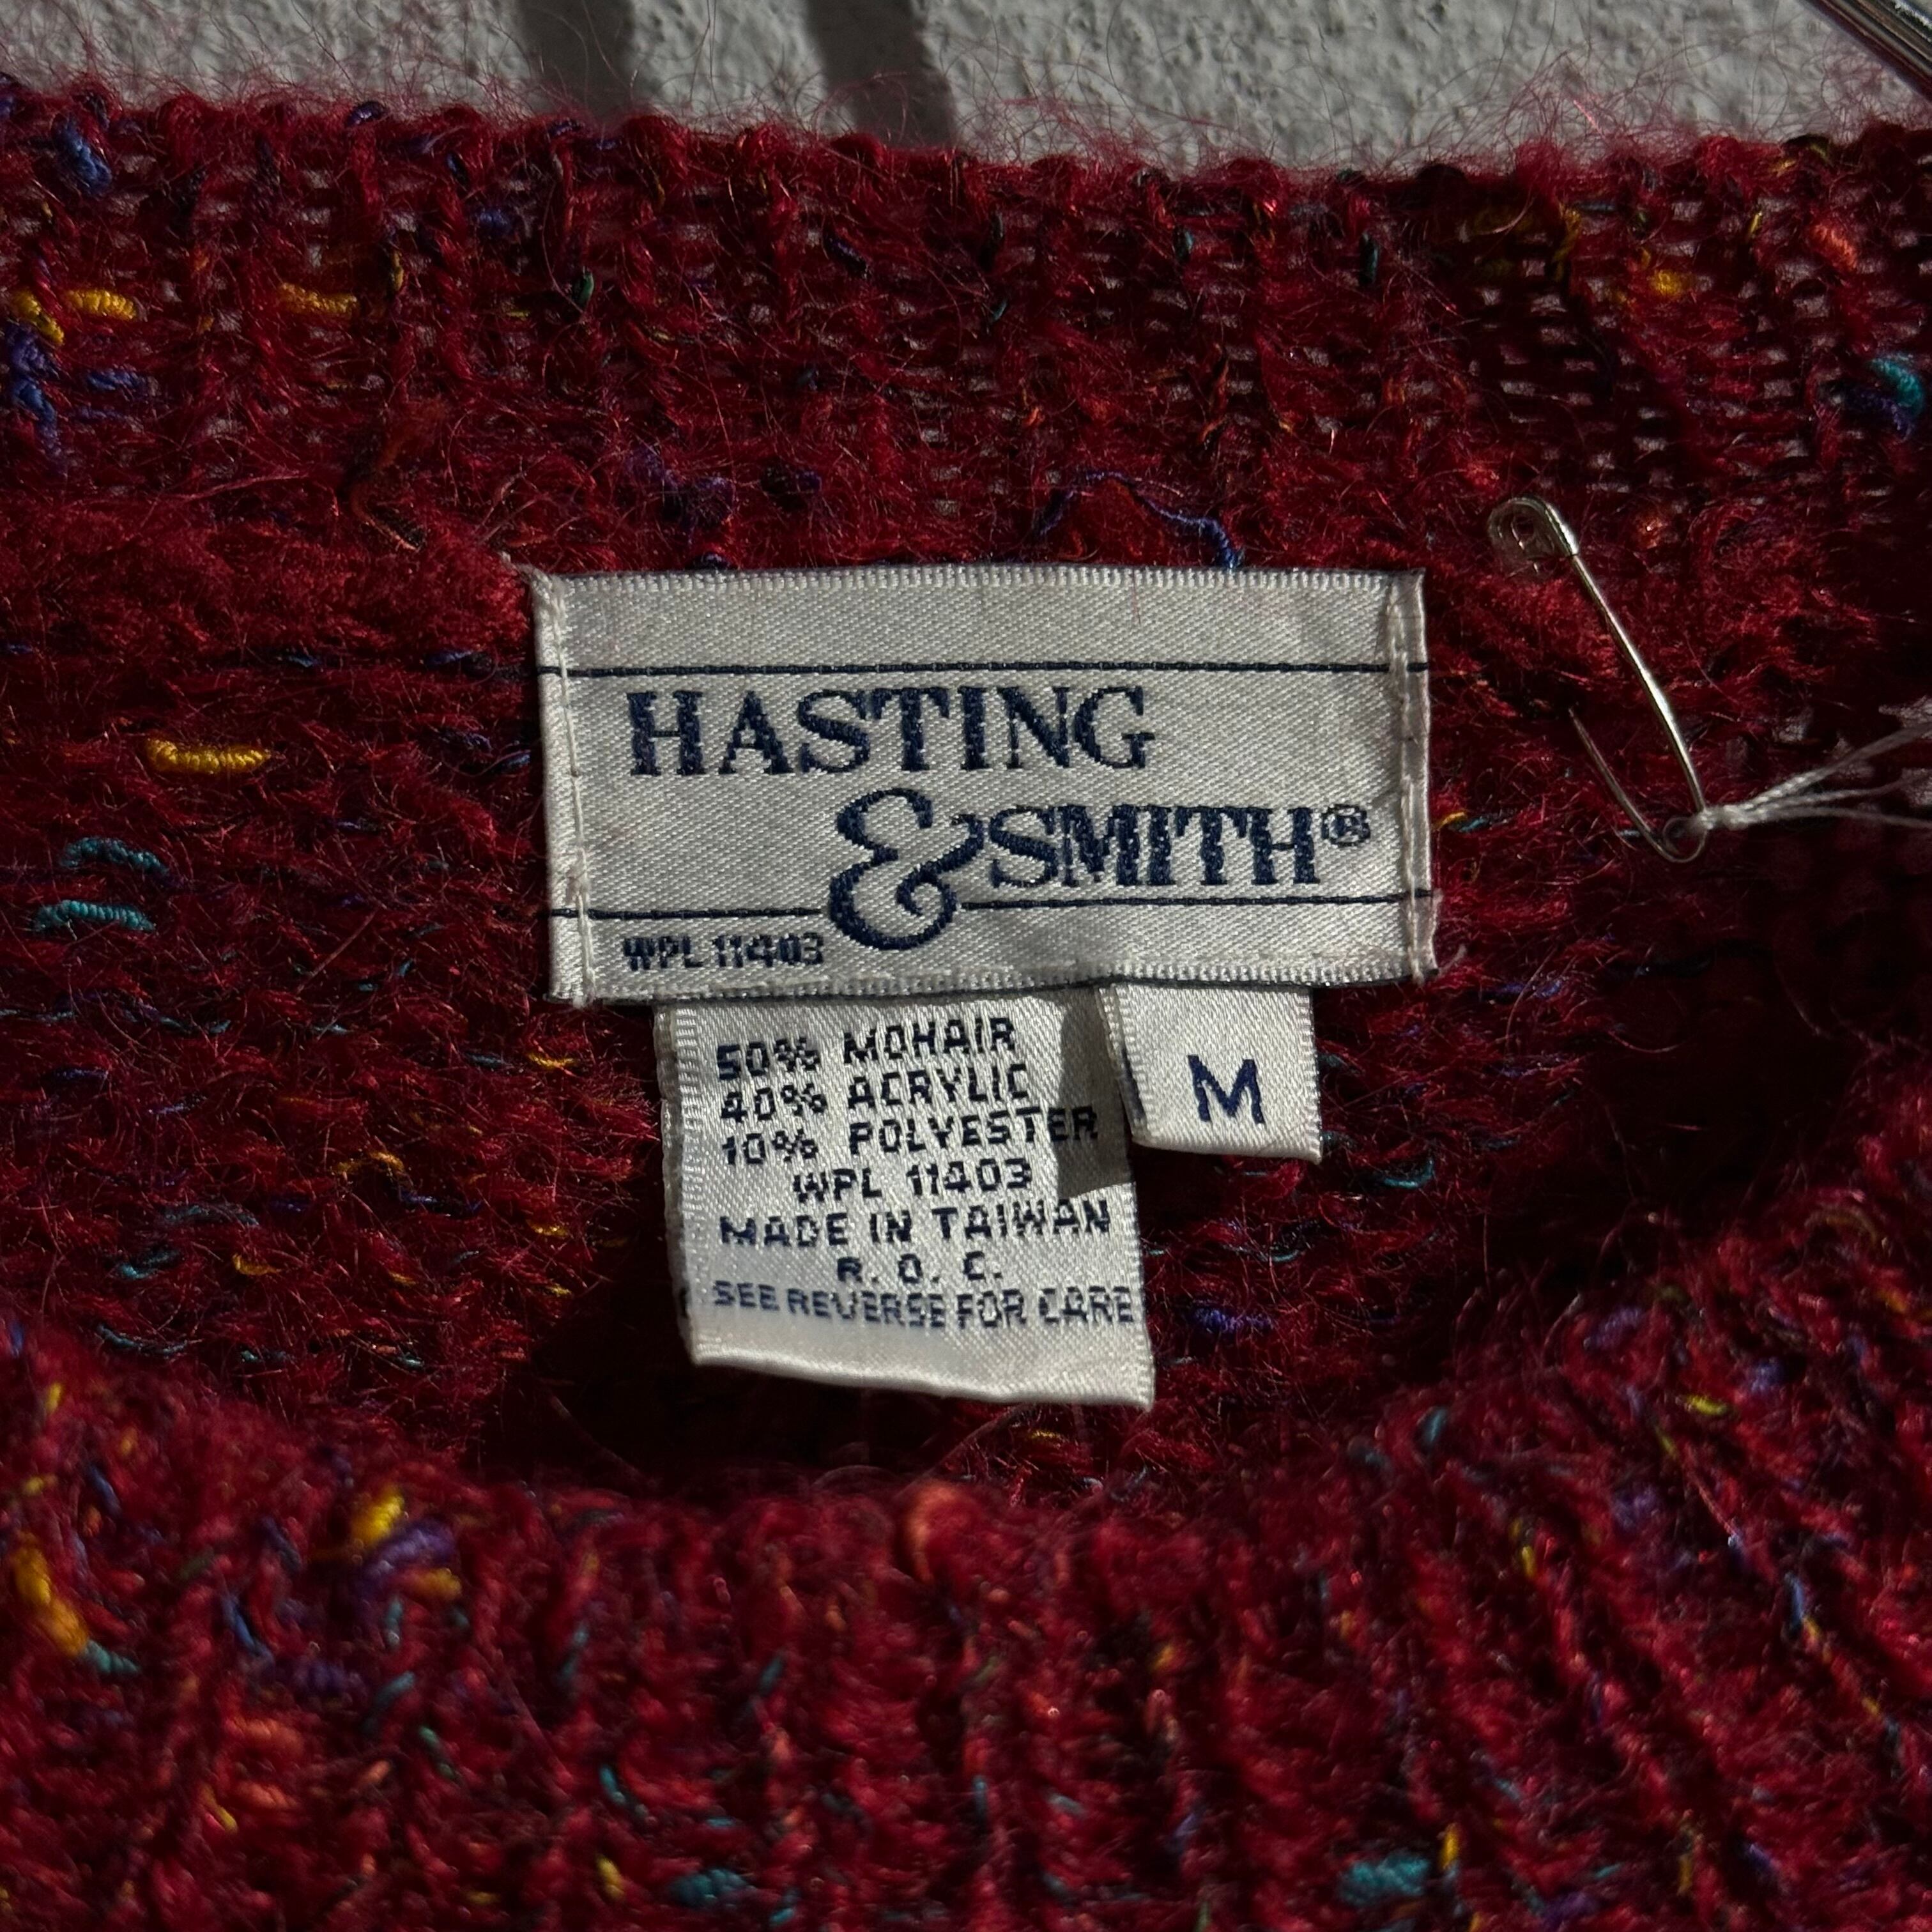 HASTING
&SMITH®
WPL 11403
50% MOHAIR
40% ACRYLIC
10% POLYESTER
WPL 11403
MADE IN TAIWAN
R. O. C.
SEE REVERSE FOR CARE
M